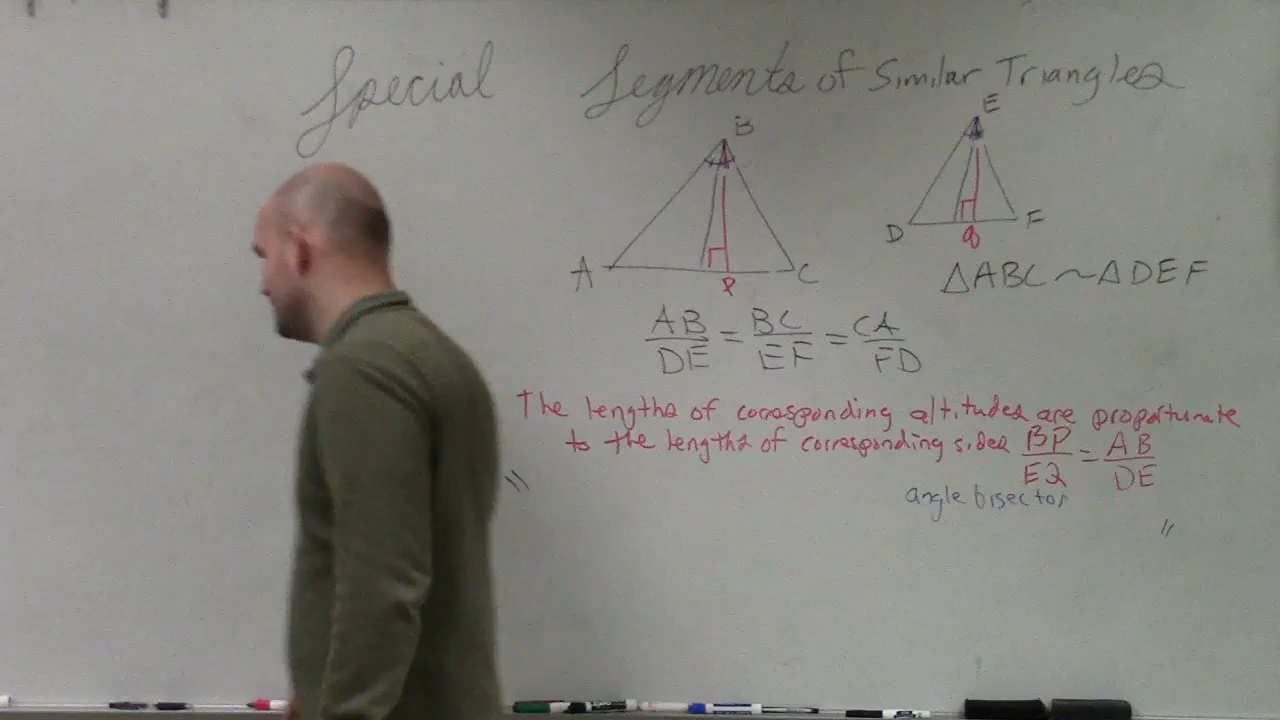 Special Segments of Similar Triangles
B
E
A
P
C
D
Q
F
△ABC ~ △DEF
AB/DE = BC/EF = CA/FD
The lengths of corresponding altitudes are proportunate
to the lengths of corresponding sides BP/EQ = AB/DE
" angle bisector "